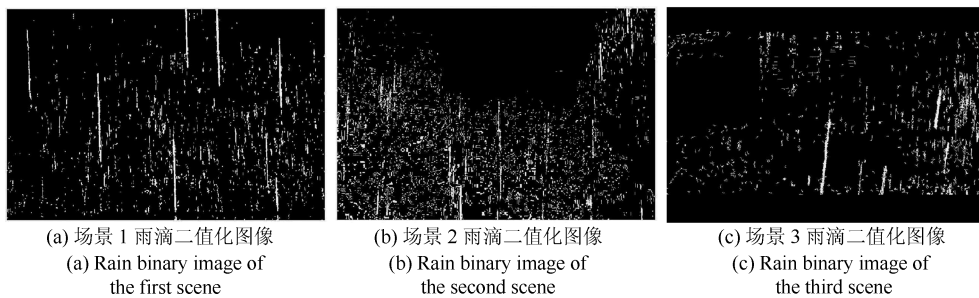 (a) 场景 1 雨滴二值化图像
(a) Rain binary image of
the first scene
(b) 场景 2 雨滴二值化图像
(b) Rain binary image of
the second scene
(c) 场景 3 雨滴二值化图像
(c) Rain binary image of
the third scene